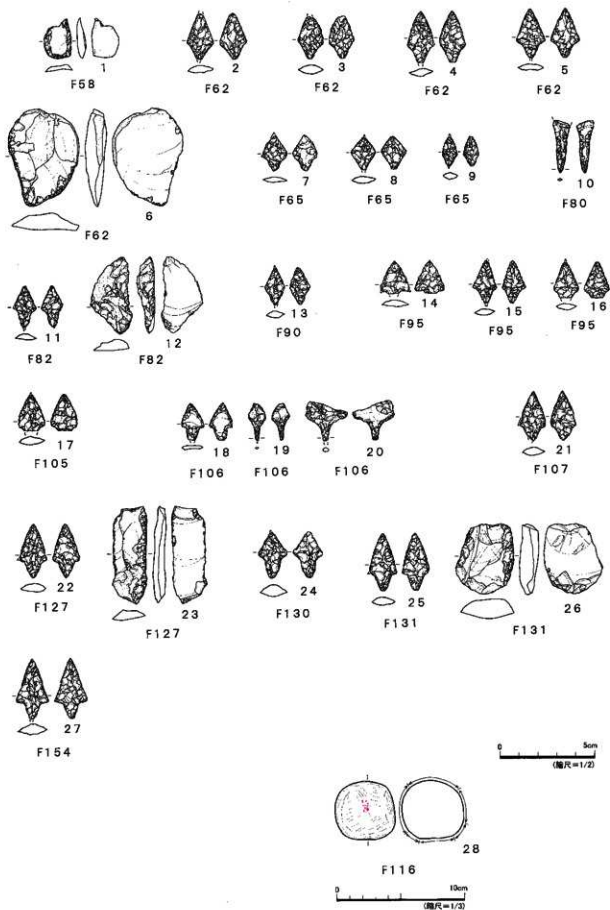 1
F58
2
F62
3
F62
4
F62
5
F62
6
F62
7
F65
8
F65
9
F65
10
F80
11
F82
12
F82
13
F90
14
F95
15
F95
16
F95
17
F105
18
F106
19
F106
20
F106
21
F107
22
F127
23
F127
24
F130
25
F131
26
F131
27
F154
0 5cm
(縮尺=1/2)
28
F116
0 10cm
(縮尺=1/3)